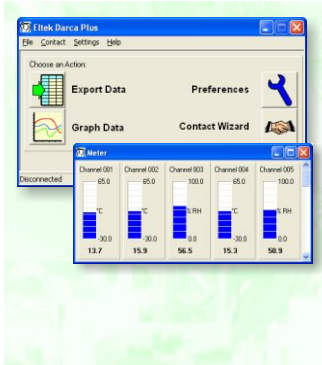 Eltek Darca Plus
File Contact Settings Help
Choose an Action:
Export Data Preferences
Graph Data Contact Wizard
Disconnected
Meter
Channel 001 Channel 002 Channel 003 Channel 004 Channel 005
65.0 65.0 100.0 65.0 100.0
°C °C % RH °C % RH
-30.0 -30.0 0.0 -30.0 0.0
13.7 15.9 56.5 15.3 50.9